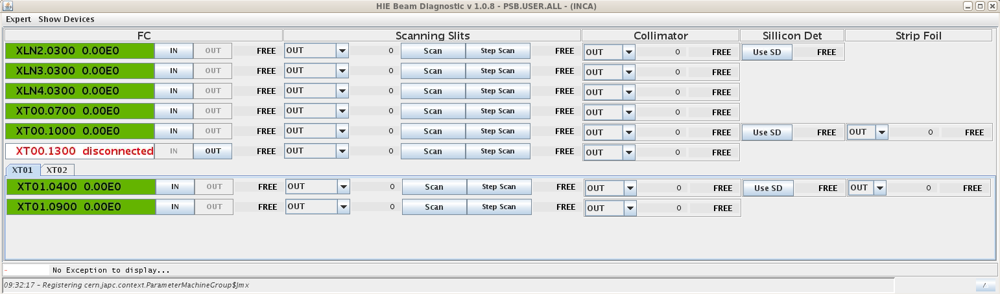 HIE Beam Diagnostic v 1.0.8 - PSB.USER.ALL - (INCA)
Expert Show Devices
FC Scanning Slits Collimator Sillicon Det Strip Foil
XLN2.0300 0.00E0 IN OUT FREE OUT 0 Scan Step Scan FREE OUT 0 FREE Use SD FREE
XLN3.0300 0.00E0 IN OUT FREE OUT 0 Scan Step Scan FREE OUT 0 FREE
XLN4.0300 0.00E0 IN OUT FREE OUT 0 Scan Step Scan FREE OUT 0 FREE
XT00.0700 0.00E0 IN OUT FREE OUT 0 Scan Step Scan FREE OUT 0 FREE
XT00.1000 0.00E0 IN OUT FREE OUT 0 Scan Step Scan FREE OUT 0 FREE Use SD FREE OUT 0 FREE
XT00.1300 disconnected IN OUT FREE OUT 0 Scan Step Scan FREE OUT 0 FREE
XT01 XT02
XT01.0400 0.00E0 IN OUT FREE OUT 0 Scan Step Scan FREE OUT 0 FREE Use SD FREE OUT 0 FREE
XT01.0900 0.00E0 IN OUT FREE OUT 0 Scan Step Scan FREE OUT 0 FREE
- No Exception to display...
09:32:17 - Registering cern.japc.context.ParameterMachineGroup$Jmx